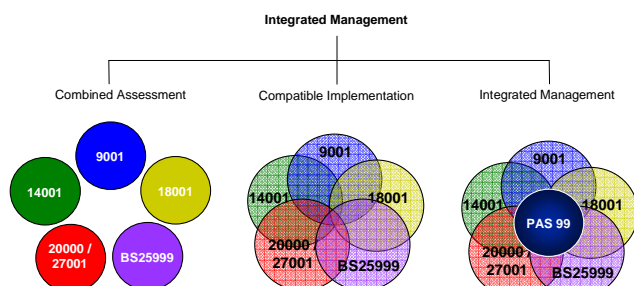 Integrated Management
Combined Assessment
Compatible Implementation
Integrated Management
9001
14001
18001
20000 /
27001
BS25999
9001
14001
18001
20000 /
27001
BS25999
9001
14001
18001
PAS 99
20000 /
27001
BS25999